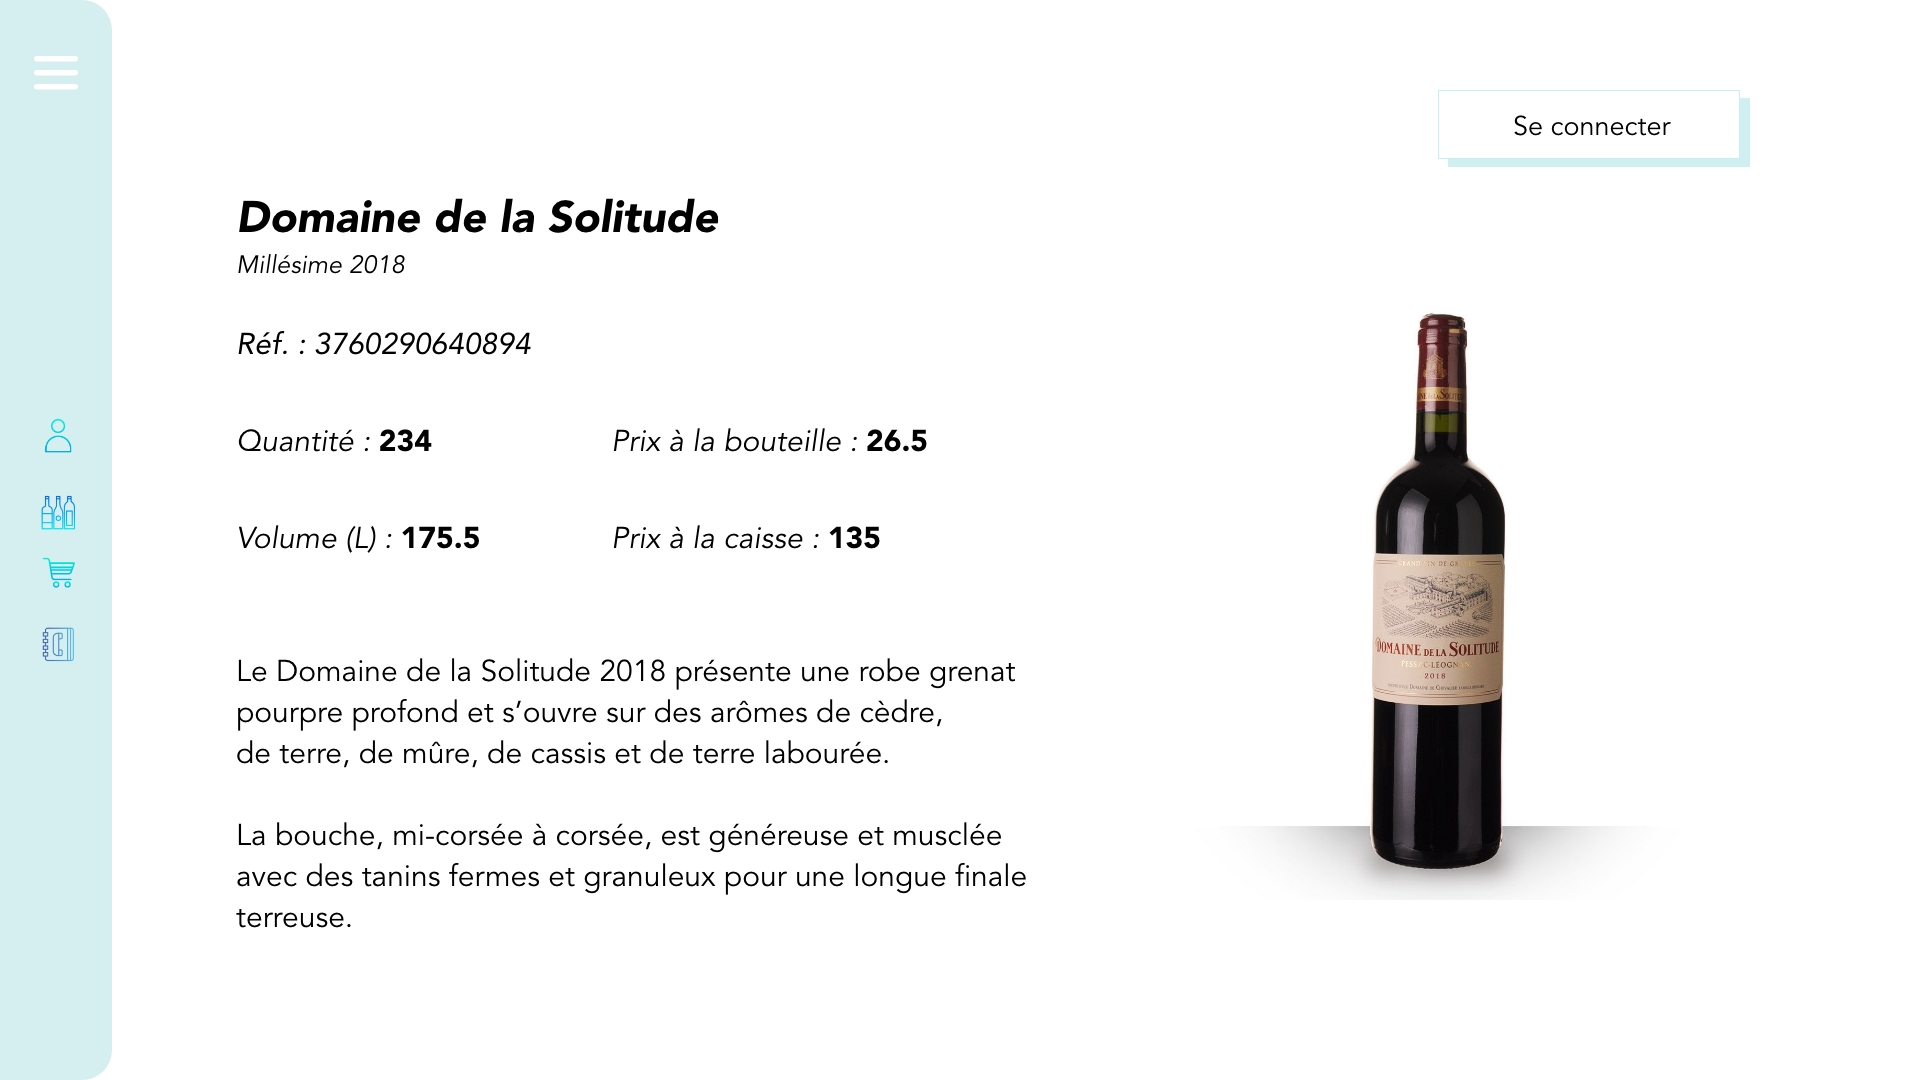 Se connecter
Domaine de la Solitude
Millésime 2018
Réf. : 3760290640894
Quantité : 234
Prix à la bouteille : 26.5
Volume (L) : 175.5
Prix à la caisse : 135
Le Domaine de la Solitude 2018 présente une robe grenat
pourpre profond et s’ouvre sur des arômes de cèdre,
de terre, de mûre, de cassis et de terre labourée.
La bouche, mi-corsée à corsée, est généreuse et musclée
avec des tanins fermes et granuleux pour une longue finale
terreuse.
DOMAINE DE LA SOLITUDE
PESSAC-LÉOGNAN
2018